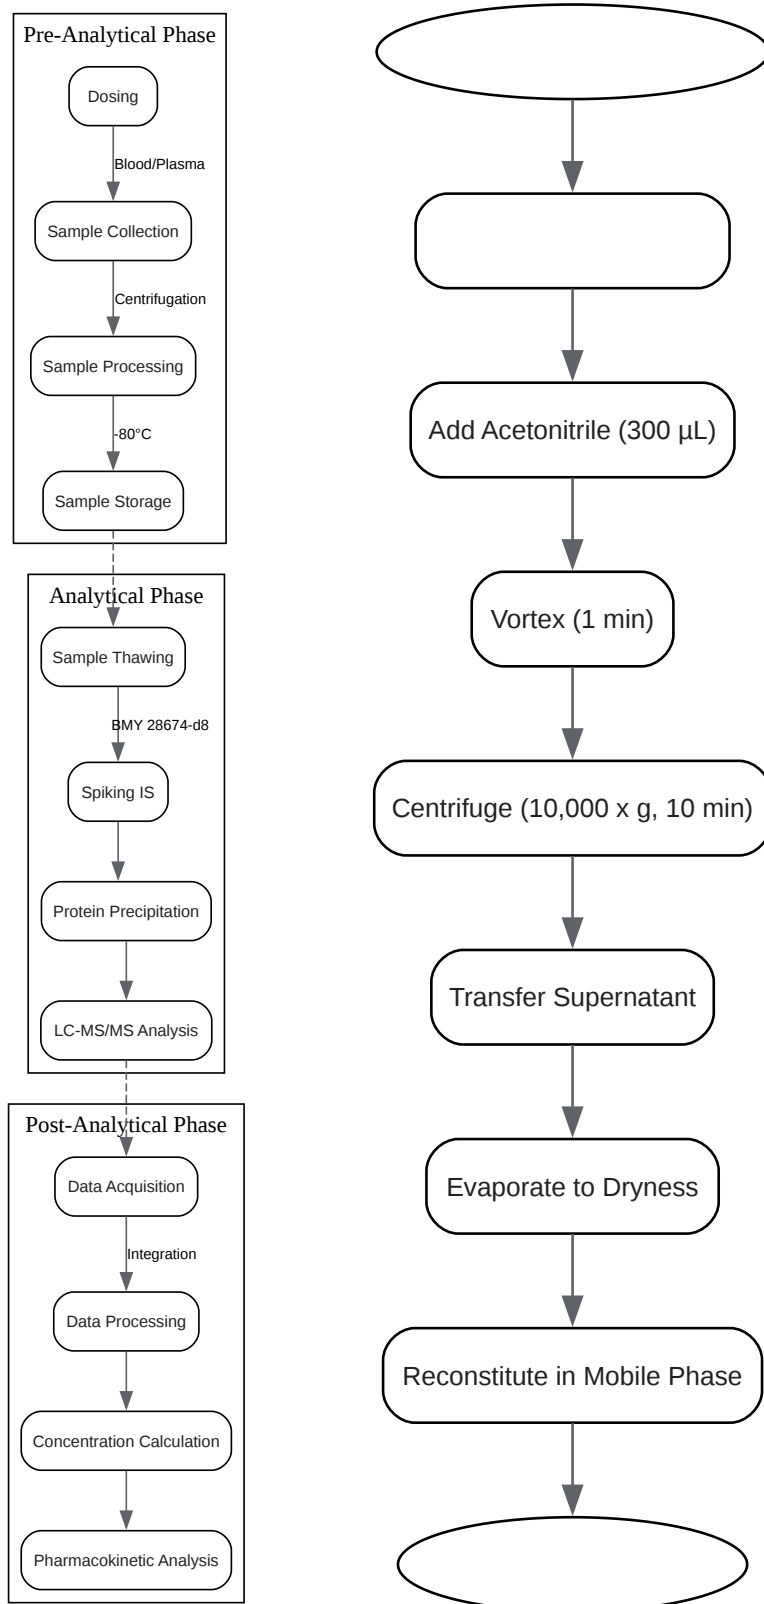 Pre-Analytical Phase
Dosing
Blood/Plasma
Sample Collection
Centrifugation
Sample Processing
-80°C
Sample Storage
Analytical Phase
Sample Thawing
BMY 28674-d8
Spiking IS
Protein Precipitation
LC-MS/MS Analysis
Post-Analytical Phase
Data Acquisition
Integration
Data Processing
Concentration Calculation
Pharmacokinetic Analysis
Add Acetonitrile (300 µL)
Vortex (1 min)
Centrifuge (10,000 x g, 10 min)
Transfer Supernatant
Evaporate to Dryness
Reconstitute in Mobile Phase